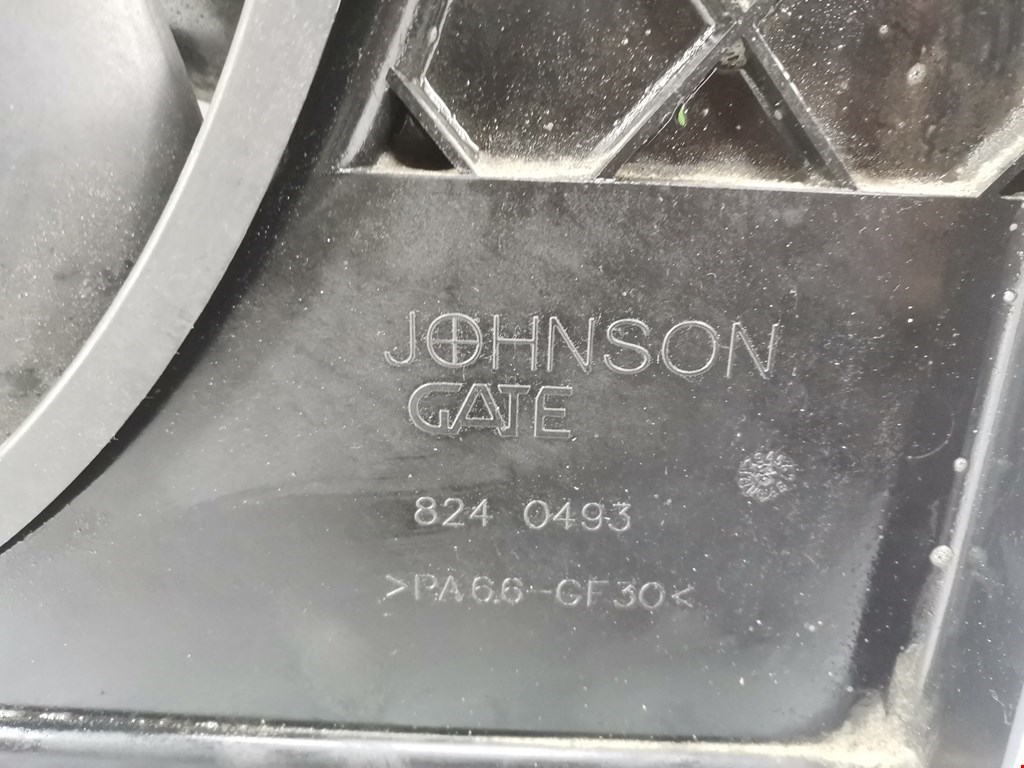 JOHNSON
GATE
824 0493
>PA6.6-GF30<